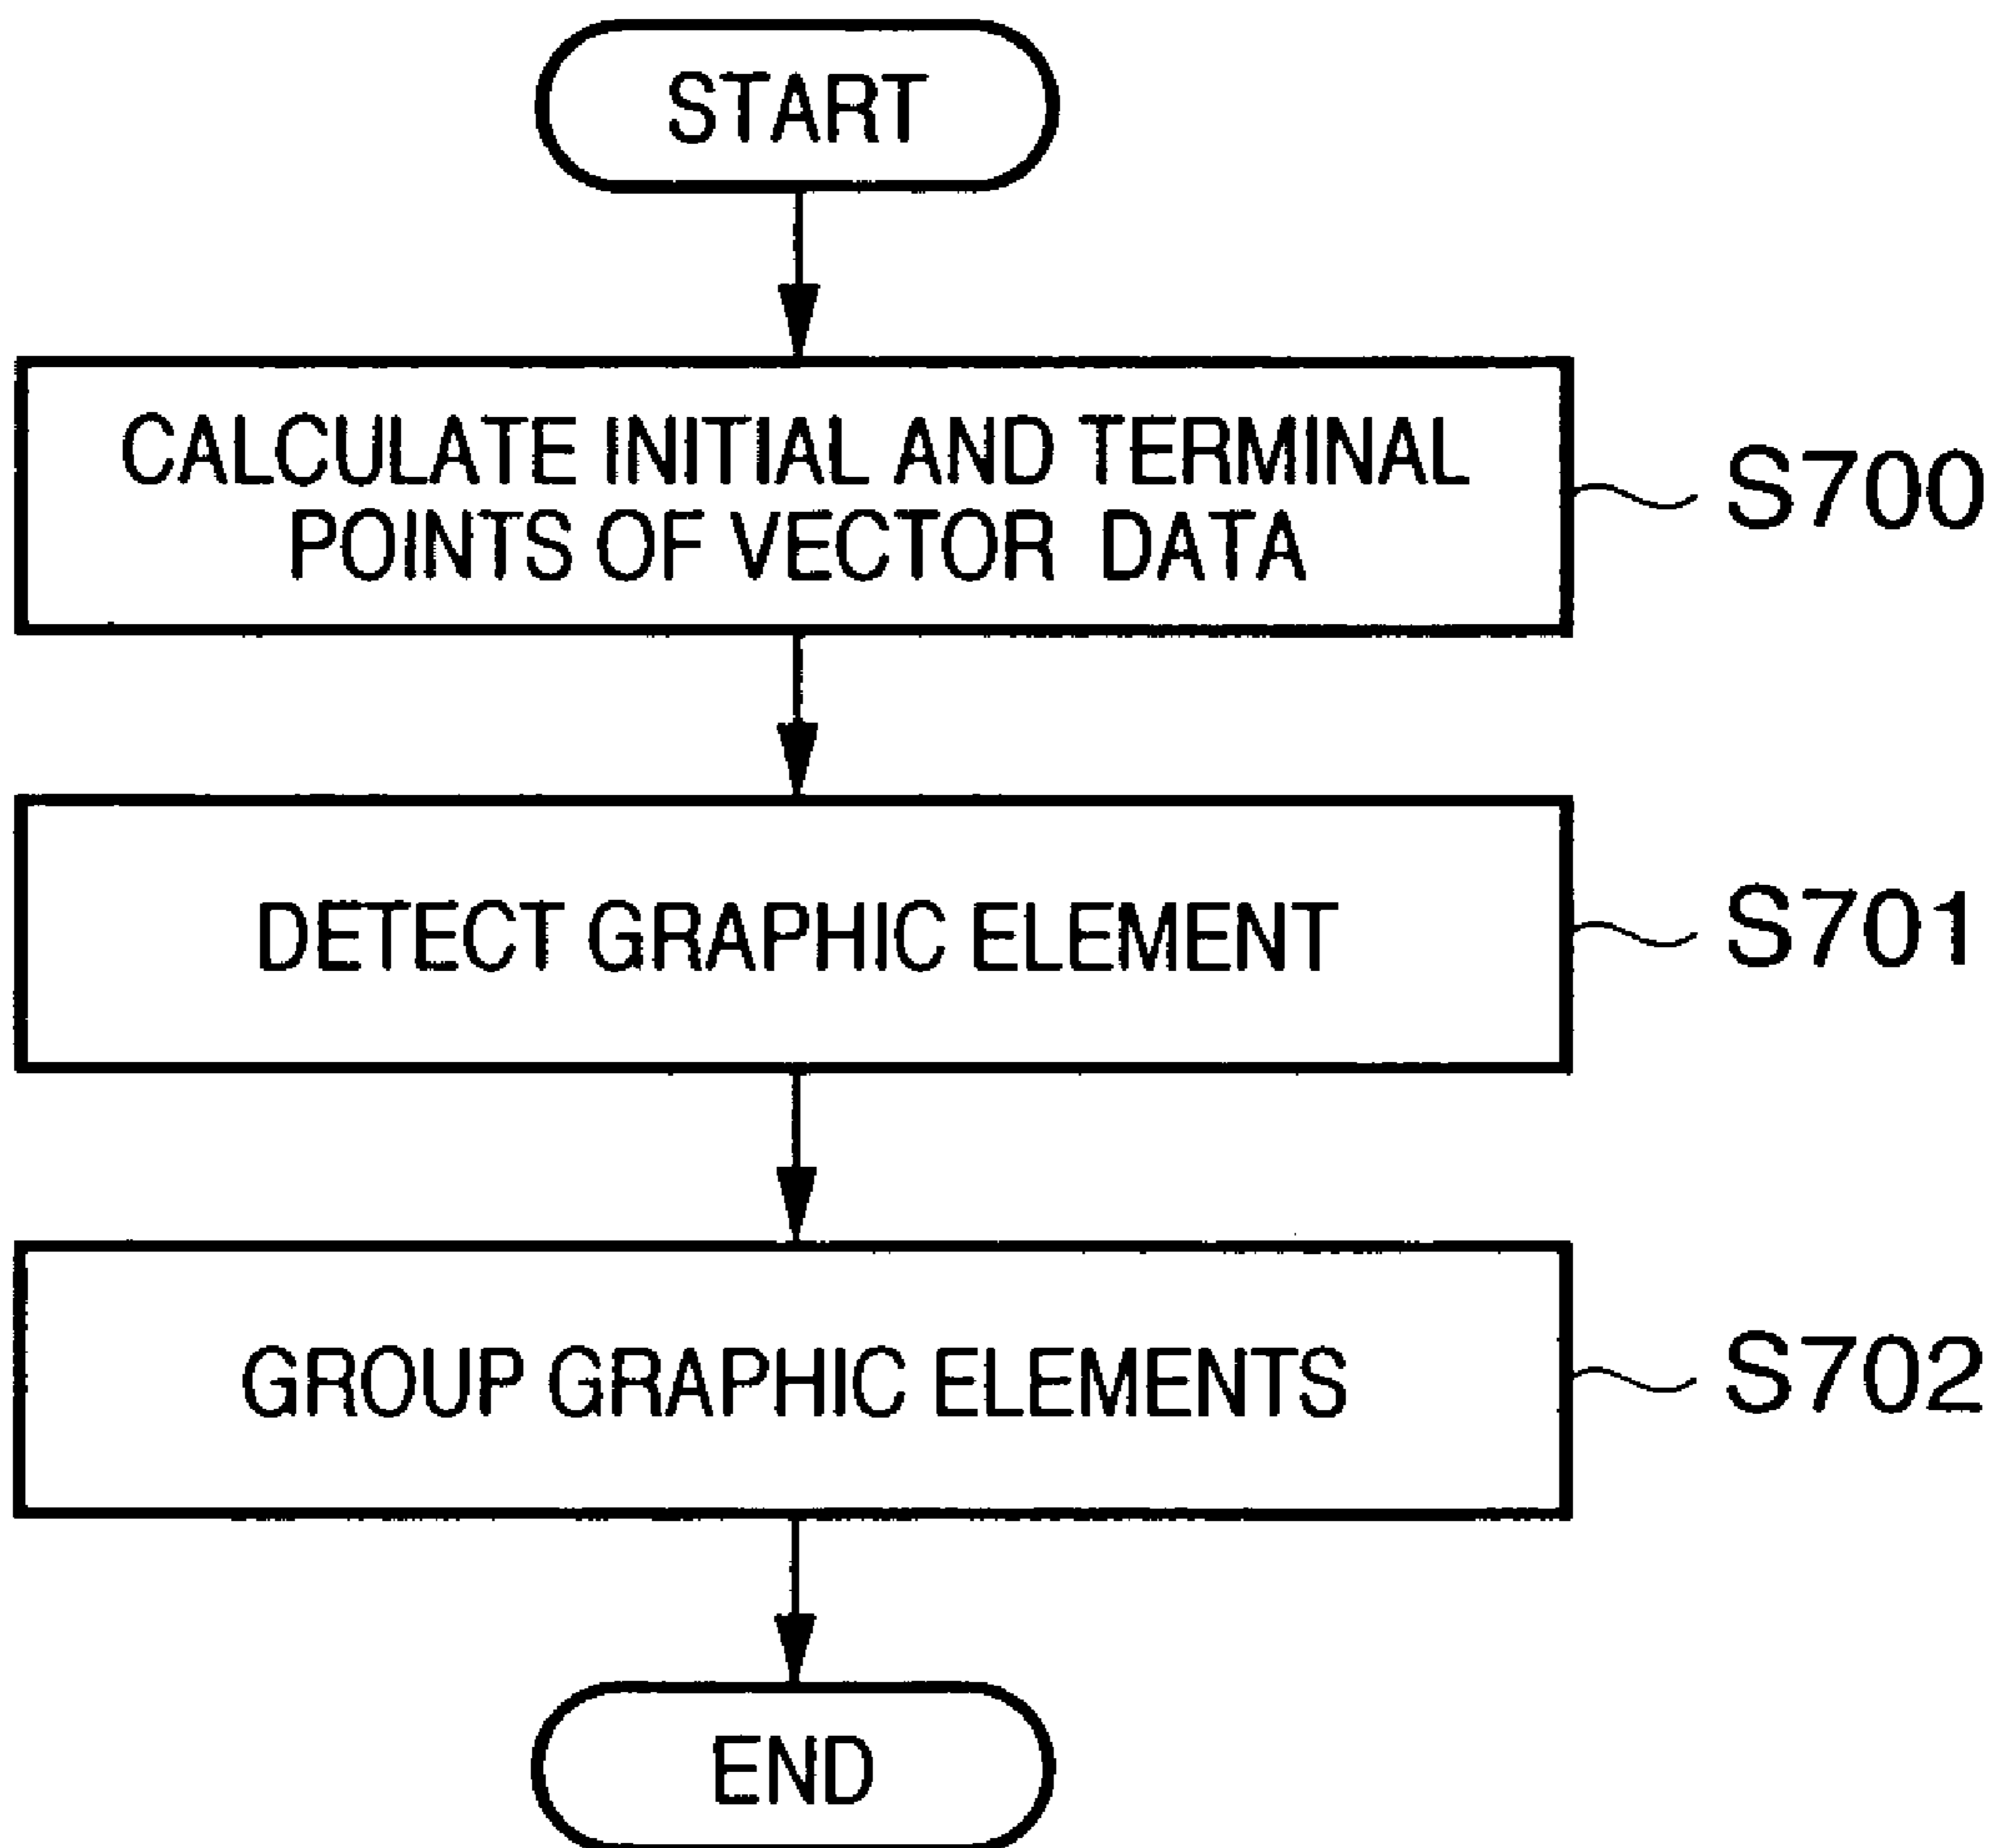 START
CALCULATE INITIAL AND TERMINAL
POINTS OF VECTOR DATA
S700
DETECT GRAPHIC ELEMENT
S701
GROUP GRAPHIC ELEMENTS
S702
END